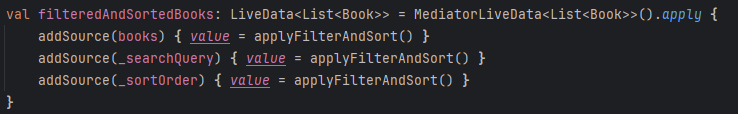 val filteredAndSortedBooks: LiveData<List<Book>> = MediatorLiveData<List<Book>>().apply {
    addSource(books) { value = applyFilterAndSort() }
    addSource(_searchQuery) { value = applyFilterAndSort() }
    addSource(_sortOrder) { value = applyFilterAndSort() }
}